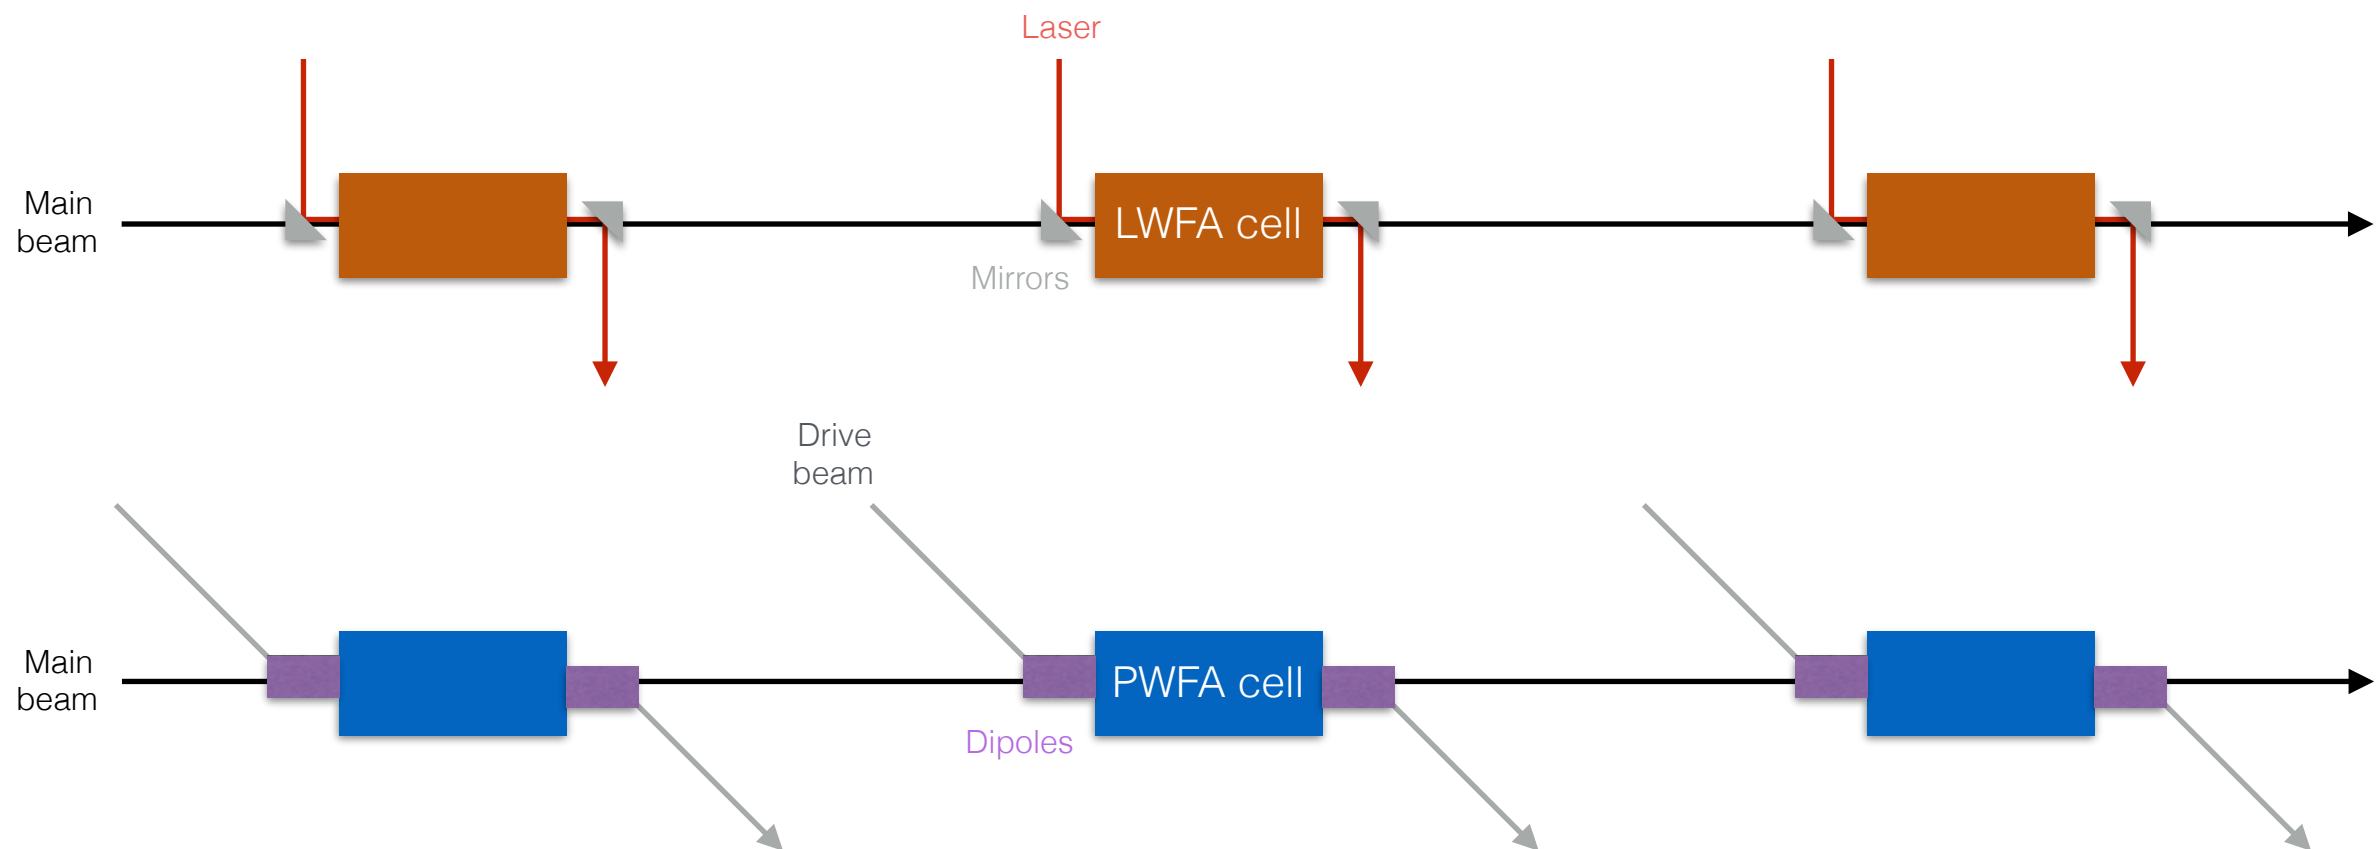 Laser
Main
beam
LWFA cell
Mirrors
Drive
beam
Main
beam
PWFA cell
Dipoles